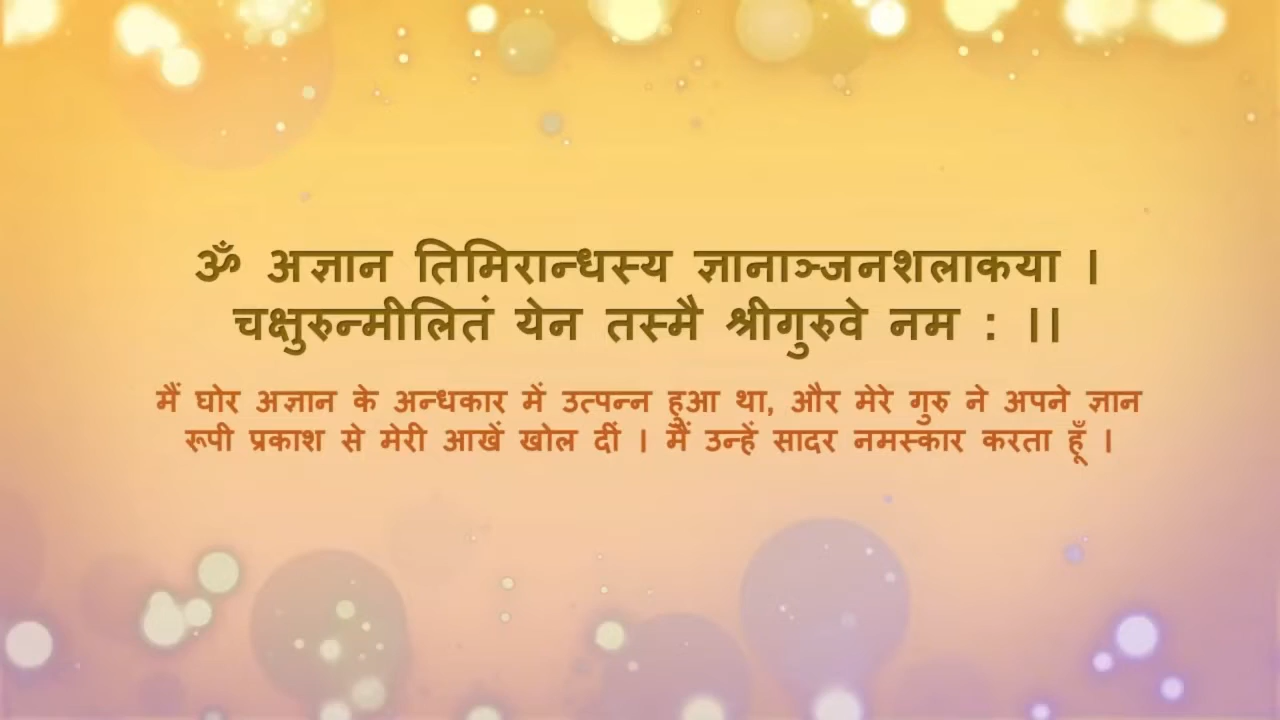 ॐ अज्ञान तिमिरान्धस्य ज्ञानाञ्जनशलाकया ।
चक्षुरुन्मीलितं येन तस्मै श्रीगुरुवे नम : ।।
मैं घोर अज्ञान के अन्धकार में उत्पन्न हुआ था, और मेरे गुरु ने अपने ज्ञान
रूपी प्रकाश से मेरी आखें खोल दीं । मैं उन्हें सादर नमस्कार करता हूँ ।